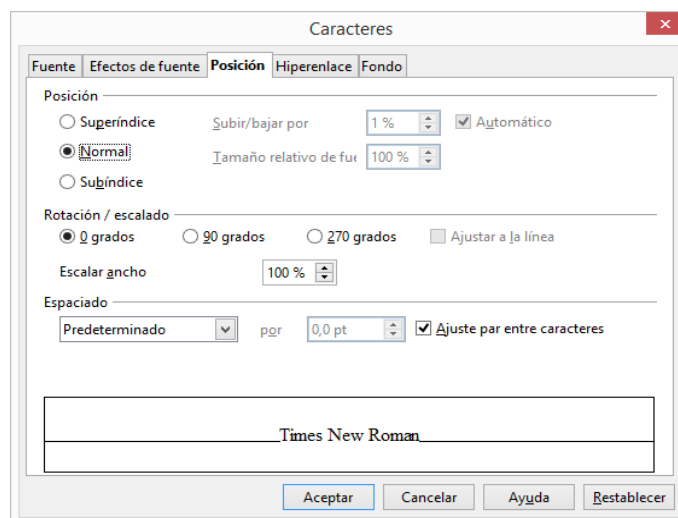 Caracteres
Fuente Efectos de fuente Posición Hiperenlace Fondo
Posición
Superíndice Subir/bajar por 1 % Automático
Normal Tamaño relativo de fue 100 %
Subíndice
Rotación / escalado
0 grados 90 grados 270 grados Ajustar a la línea
Escalar ancho 100 %
Espaciado
Predeterminado por 0,0 pt Ajuste par entre caracteres
Times New Roman
Aceptar Cancelar Ayuda Restablecer